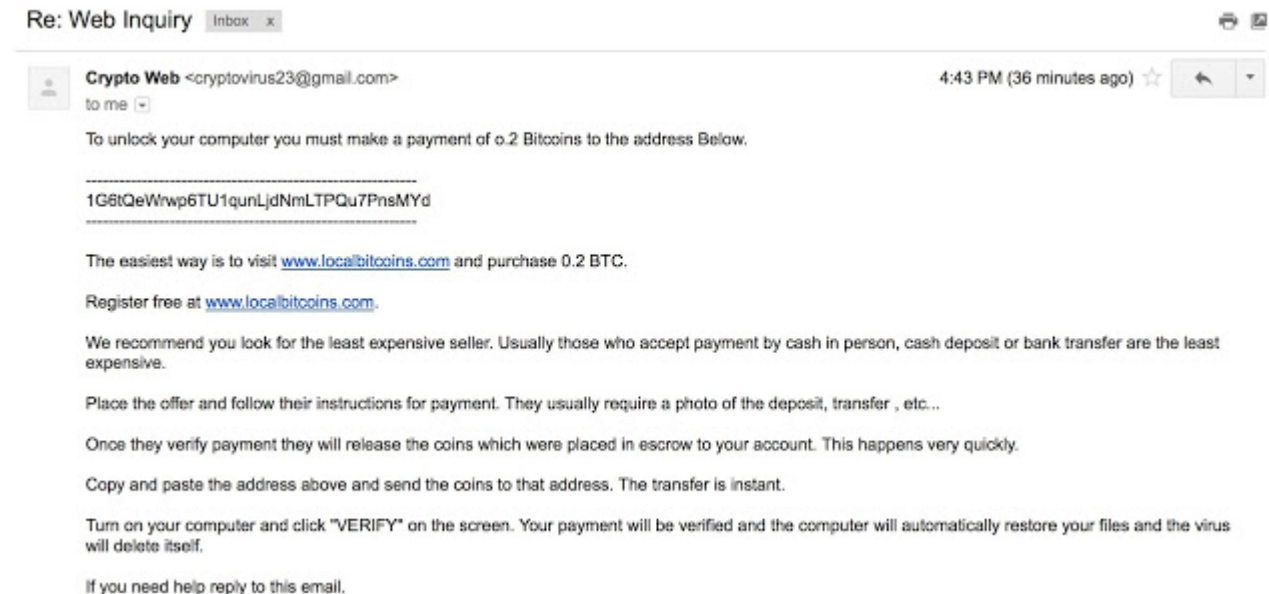 Re: Web Inquiry Inbox x
Crypto Web <cryptovirus23@gmail.com> 4:43 PM (36 minutes ago)
to me
To unlock your computer you must make a payment of o.2 Bitcoins to the address Below.
--------------------------------------------------------------
1G6tQeWrwp6TU1qunLjdNmLTPQu7PnsMYd
--------------------------------------------------------------
The easiest way is to visit www.localbitcoins.com and purchase 0.2 BTC.
Register free at www.localbitcoins.com.
We recommend you look for the least expensive seller. Usually those who accept payment by cash in person, cash deposit or bank transfer are the least
expensive.
Place the offer and follow their instructions for payment. They usually require a photo of the deposit, transfer , etc...
Once they verify payment they will release the coins which were placed in escrow to your account. This happens very quickly.
Copy and paste the address above and send the coins to that address. The transfer is instant.
Turn on your computer and click "VERIFY" on the screen. Your payment will be verified and the computer will automatically restore your files and the virus
will delete itself.
If you need help reply to this email.